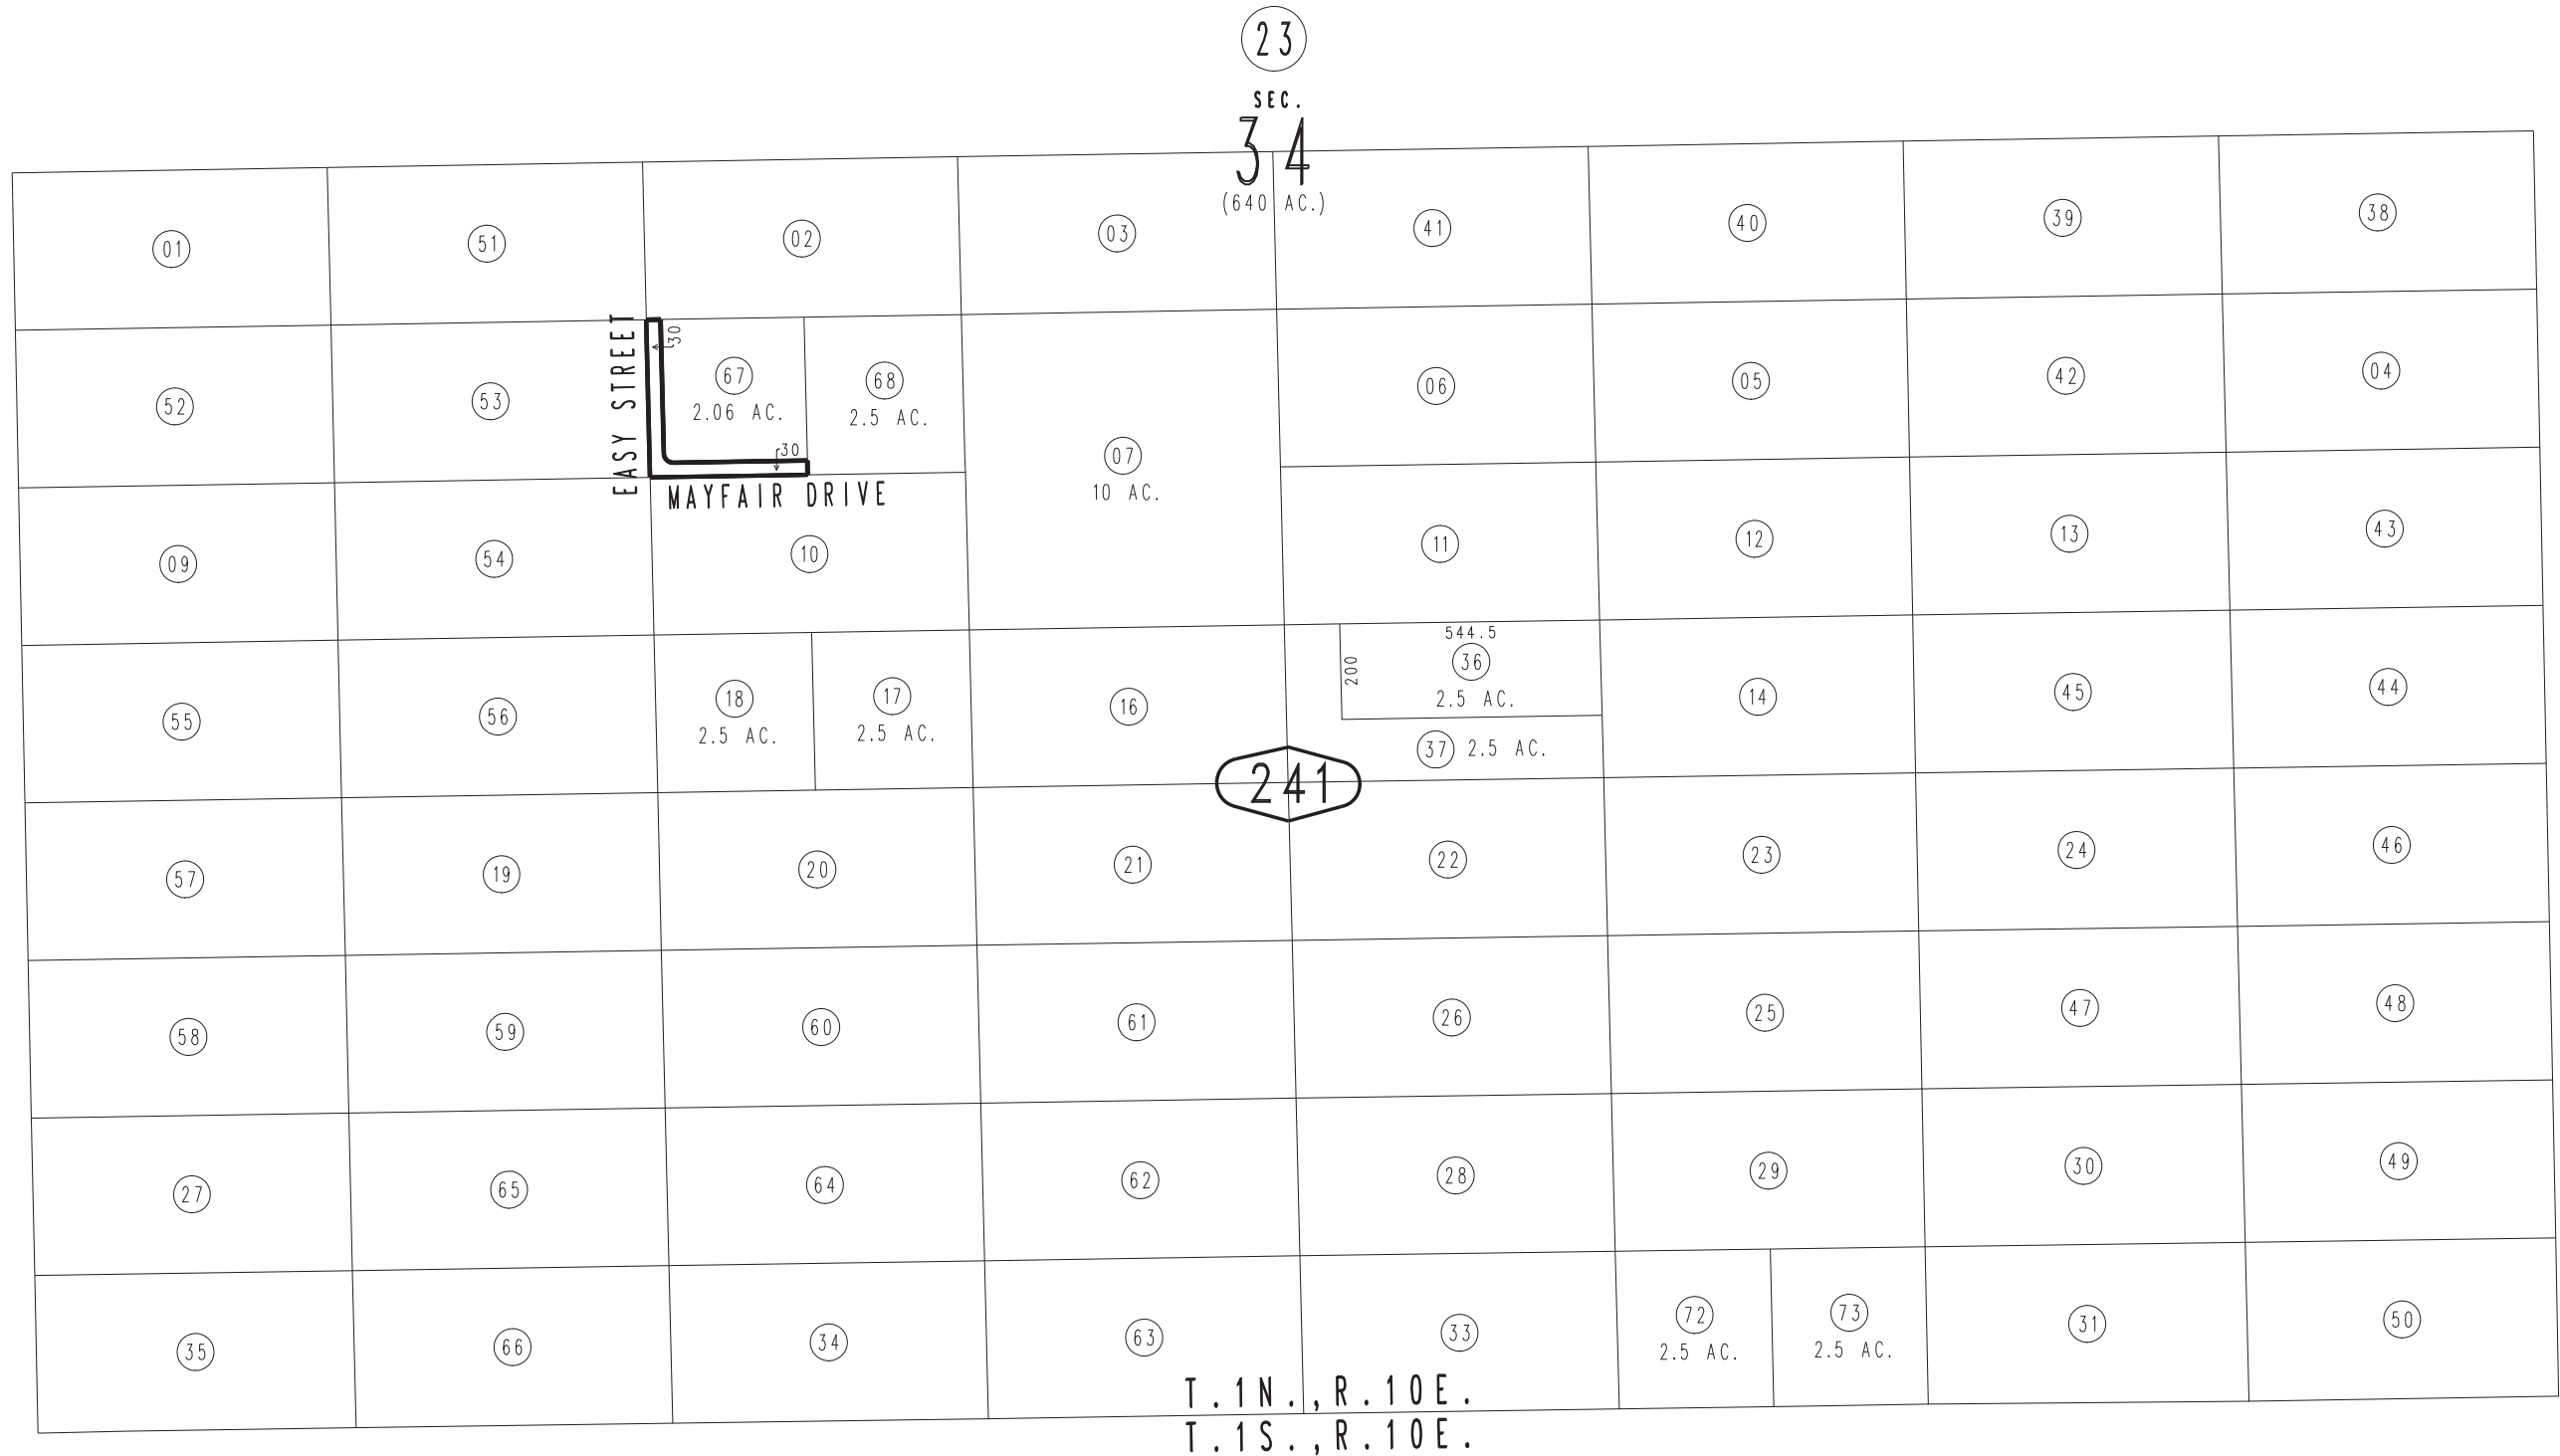 23
SEC.
34
(640 AC.)
01 51 02 03 41 40 39 38
EASY STREET
30
52 53 67 68 06 05 42 04
2.06 AC. 2.5 AC.
30
07
10 AC.
MAYFAIR DRIVE
09 54 10 11 12 13 43
544.5
200
36
2.5 AC.
55 56 18 17 16 14 45 44
2.5 AC. 2.5 AC.
37 2.5 AC.
241
57 19 20 21 22 23 24 46
58 59 60 61 26 25 47 48
27 65 64 62 28 29 30 49
35 66 34 63 33 72 73 31 50
2.5 AC. 2.5 AC.
T.1N.,R.10E.
T.1S.,R.10E.